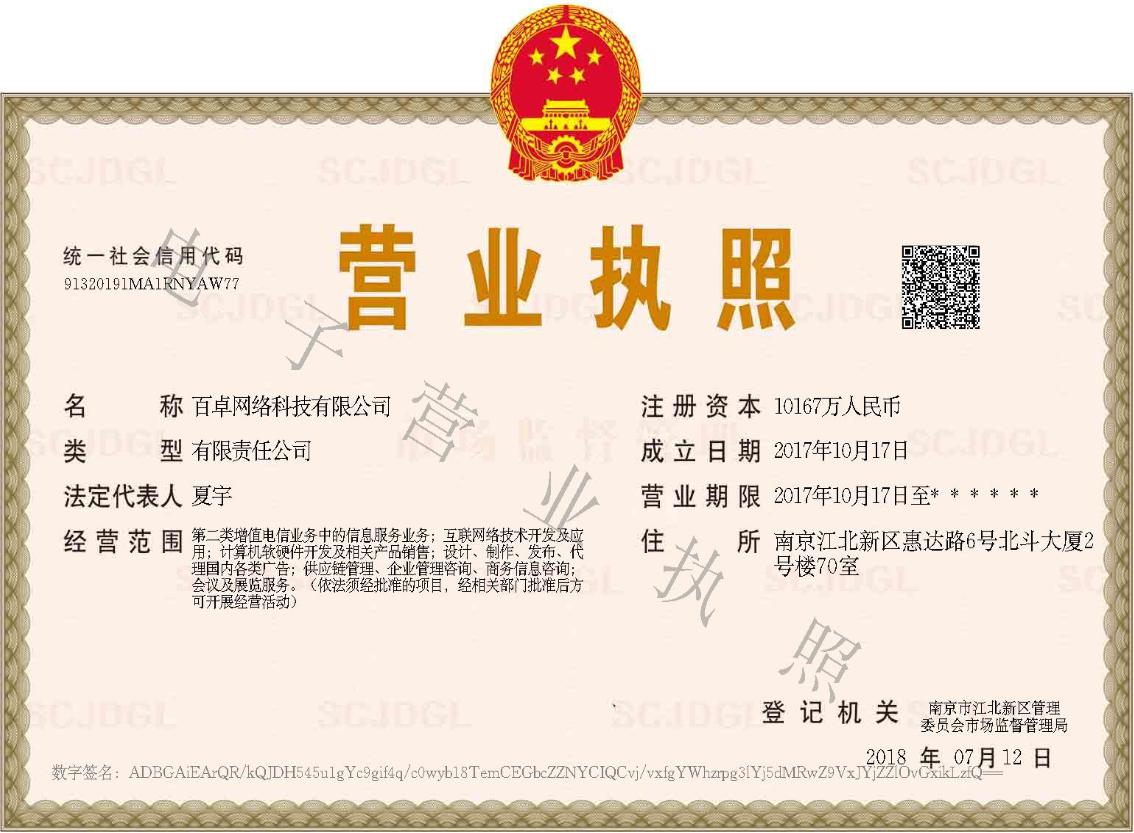 营业执照
统一社会信用代码
91320191MA1RNYAW77
名称 百卓网络科技有限公司
类型 有限责任公司
法定代表人 夏宇
经营范围 第二类增值电信业务中的信息服务业务；互联网络技术开发及应
用；计算机软硬件开发及相关产品销售；设计、制作、发布、代
理国内各类广告；供应链管理、企业管理咨询、商务信息咨询；
会议及展览服务。（依法须经批准的项目，经相关部门批准后方
可开展经营活动）
注册资本 10167万人民币
成立日期 2017年10月17日
营业期限 2017年10月17日至******
住所 南京江北新区惠达路6号北斗大厦2
号楼70室
登记机关 南京市江北新区管理
委员会市场监督管理局
2018 年 07月12 日
电子营业执照
SCJDGL
市场监督管理
数字签名：